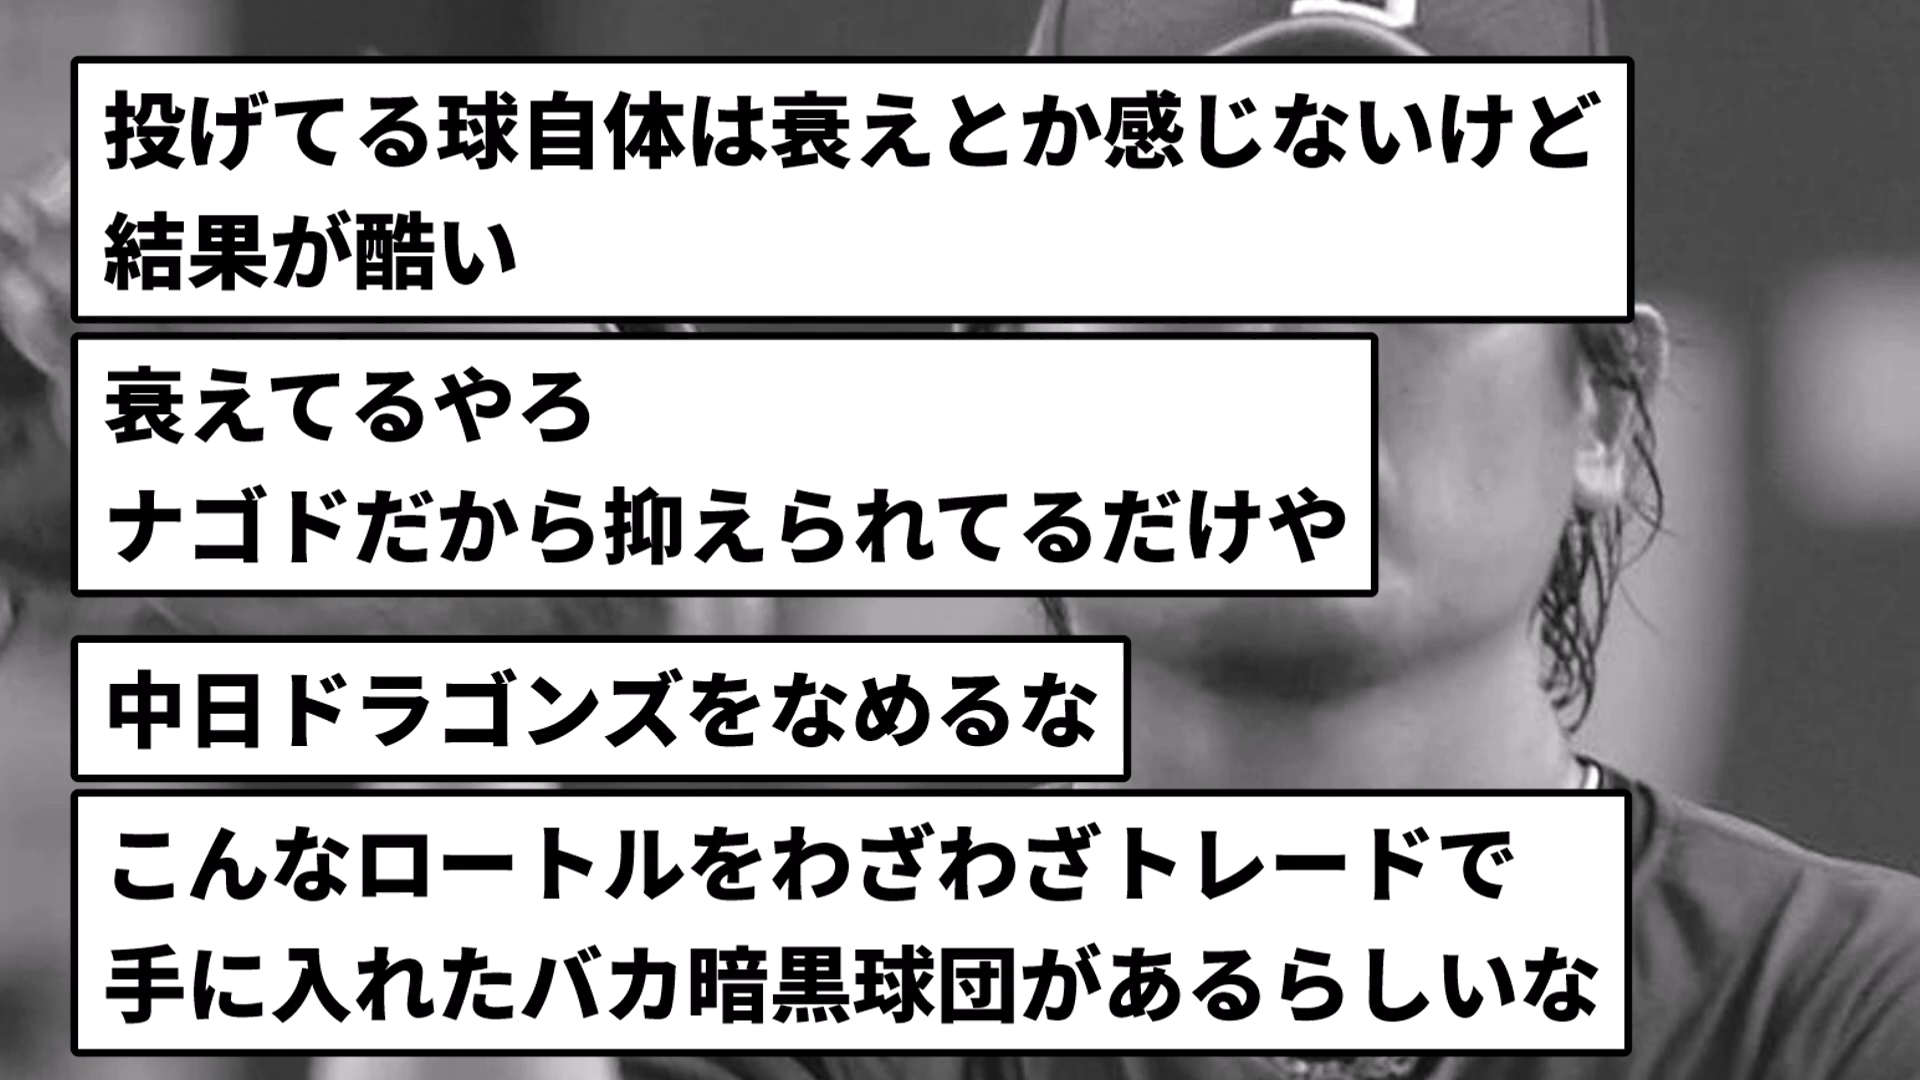 投げてる球自体は衰えとか感じないけど
結果が酷い
衰えてるやろ
ナゴドだから抑えられてるだけや
中日ドラゴンズをなめるな
こんなロートルをわざわざトレードで
手に入れたバカ暗黒球団があるらしいな